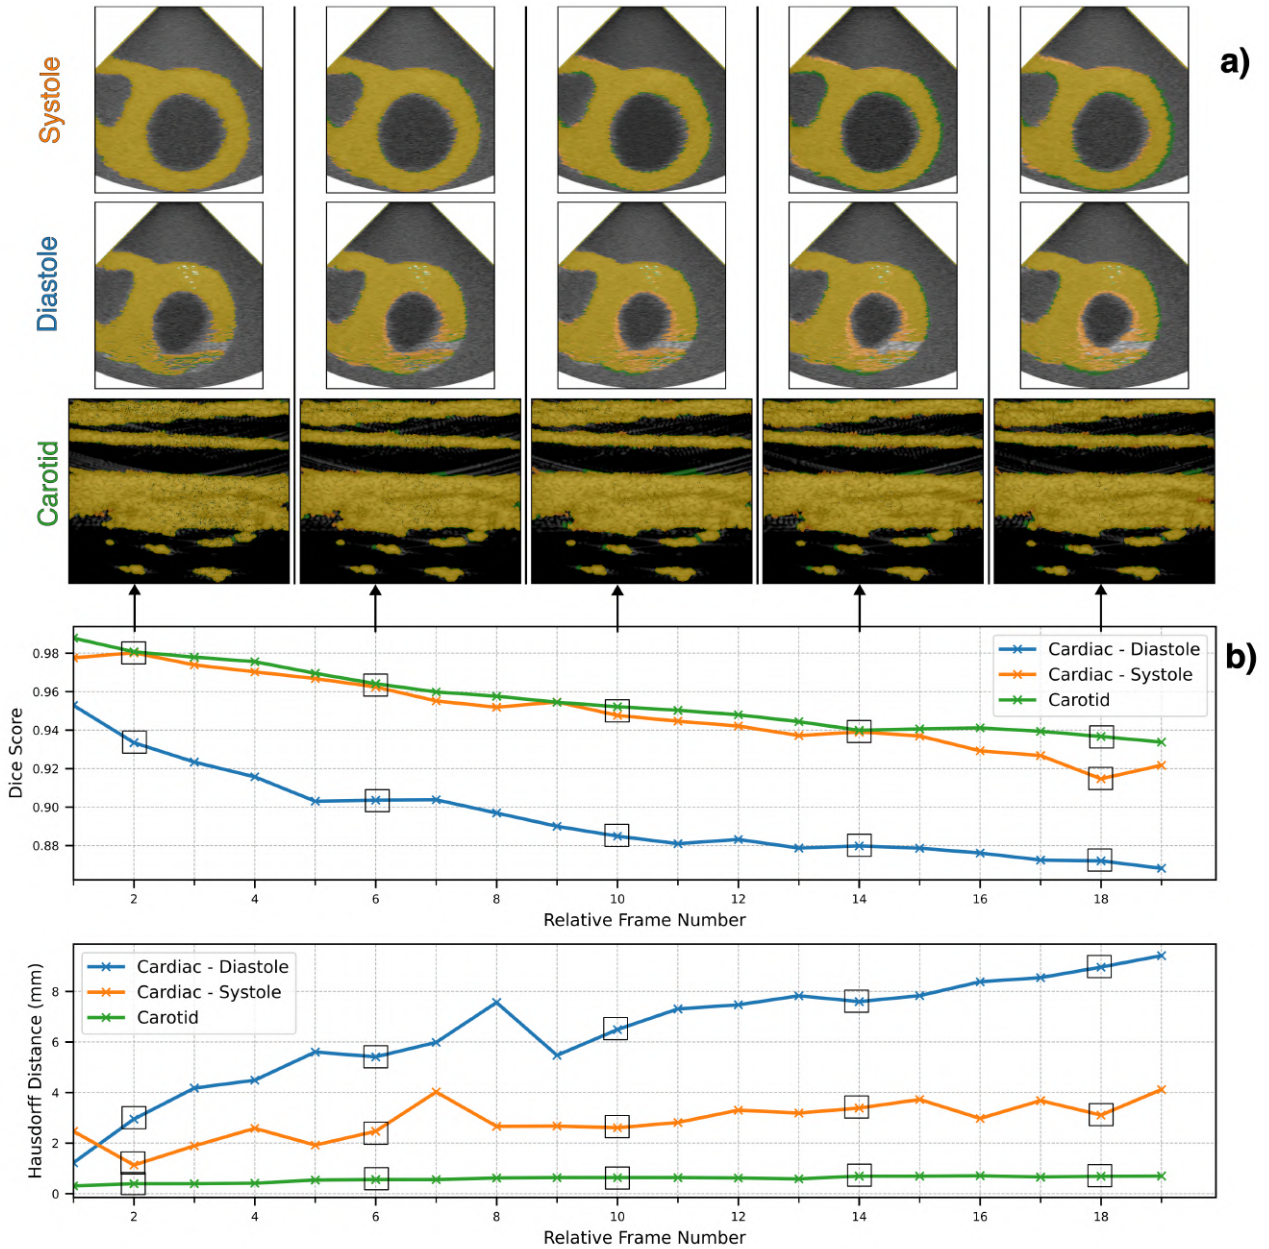 a)
Systole
Diastole
Carotid
b)
Dice Score
0.98
0.96
0.94
0.92
0.90
0.88
Cardiac - Diastole
Cardiac - Systole
Carotid
2 4 6 8 10 12 14 16 18
Relative Frame Number
Hausdorff Distance (mm)
8
6
4
2
0
Cardiac - Diastole
Cardiac - Systole
Carotid
2 4 6 8 10 12 14 16 18
Relative Frame Number